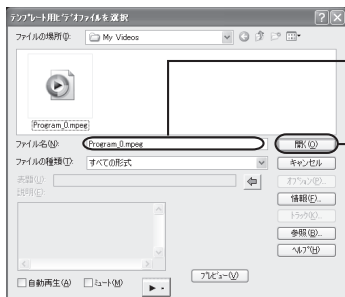 テンプレート用ビデオファイルを選択
ファイルの場所(I):
My Videos
Program_0.mpeg
ファイル名(N):
Program_0.mpeg
開く(O)
ファイルの種類(T):
すべての形式
キャンセル
表題(U):
オプション(P)...
説明(E):
情報(F)...
トラック(K)...
参照(B)...
ヘルプ(H)
プレビュー(V)
自動再生(A)
ミュート(M)